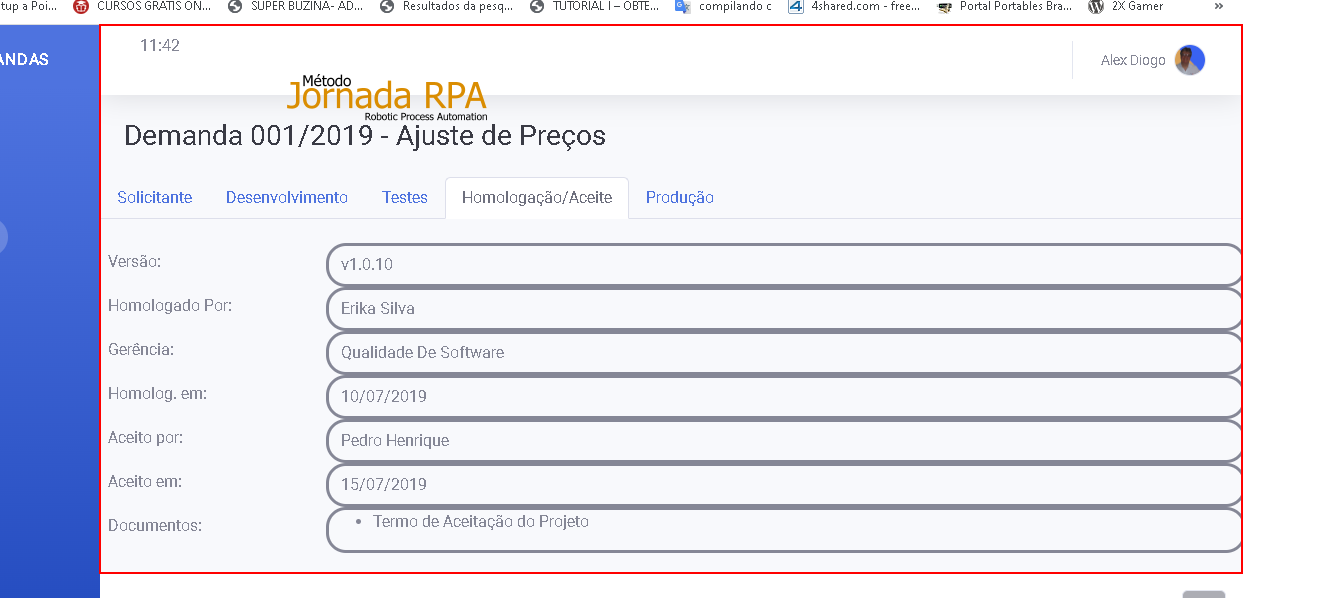 tup a Poi... CURSOS GRATIS ON... SUPER BUZINA- AD... Resultados da pesq... TUTORIAL I – OBTE... compilando c 4shared.com - free... Portal Portables Bra... 2X Gamer »
ANDAS
11:42
Alex Diogo
Método
Jornada RPA
Robotic Process Automation
Demanda 001/2019 - Ajuste de Preços
Solicitante Desenvolvimento Testes Homologação/Aceite Produção
Versão: v1.0.10
Homologado Por: Erika Silva
Gerência: Qualidade De Software
Homolog. em: 10/07/2019
Aceito por: Pedro Henrique
Aceito em: 15/07/2019
Documentos: • Termo de Aceitação do Projeto